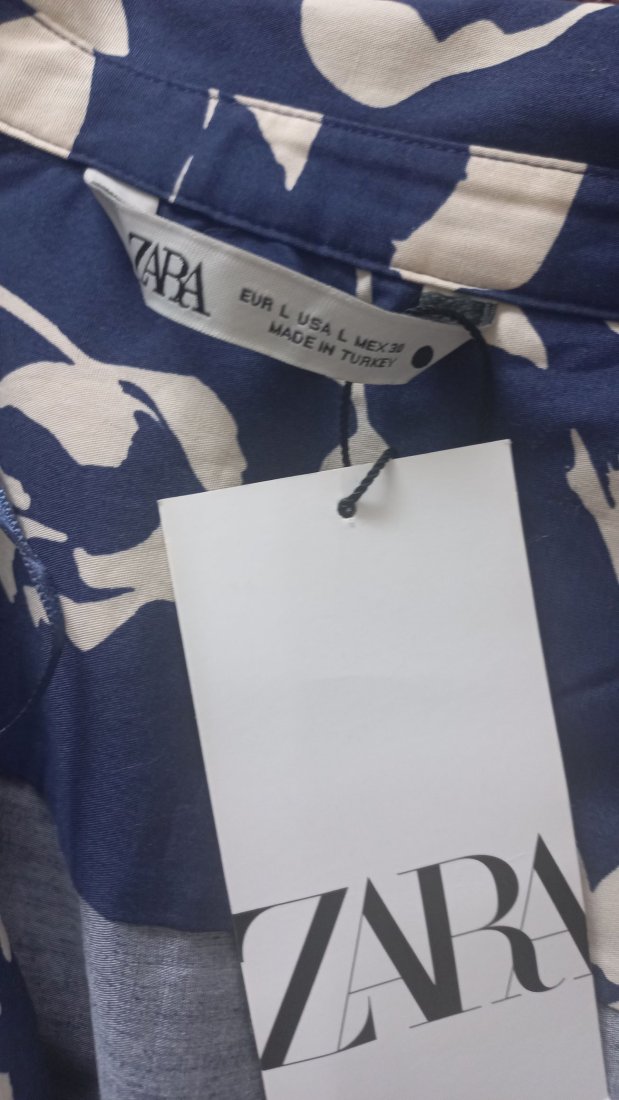 ZARA
EUR L USA L MEX 30
MADE IN TURKEY
ZARA